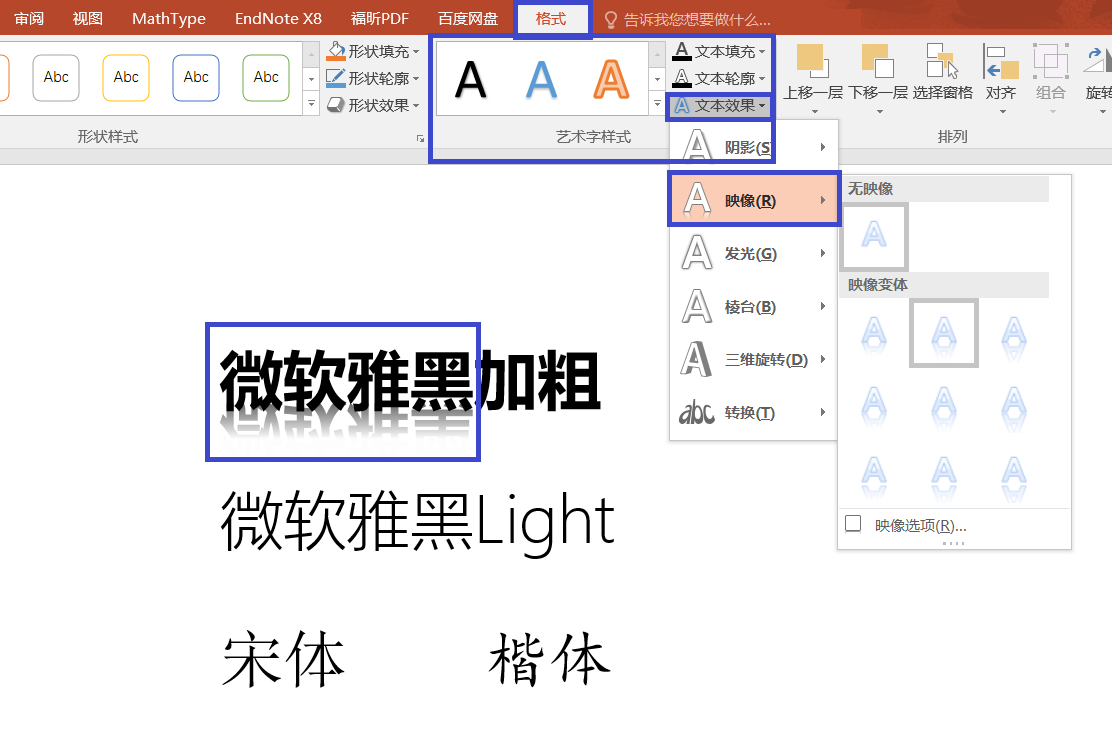 审阅 视图 MathType EndNote X8 福昕PDF 百度网盘 格式 告诉我您想要做什么...
Abc Abc Abc Abc
形状填充
形状轮廓
形状效果
形状样式
A A A
文本填充
文本轮廓
文本效果
艺术字样式
上移一层 下移一层 选择窗格 对齐 组合 旋转
排列
阴影(S
映像(R)
发光(G)
棱台(B)
三维旋转(D)
abc 转换(T)
无映像
映像变体
映像选项(R)...
微软雅黑加粗
微软雅黑Light
宋体 楷体